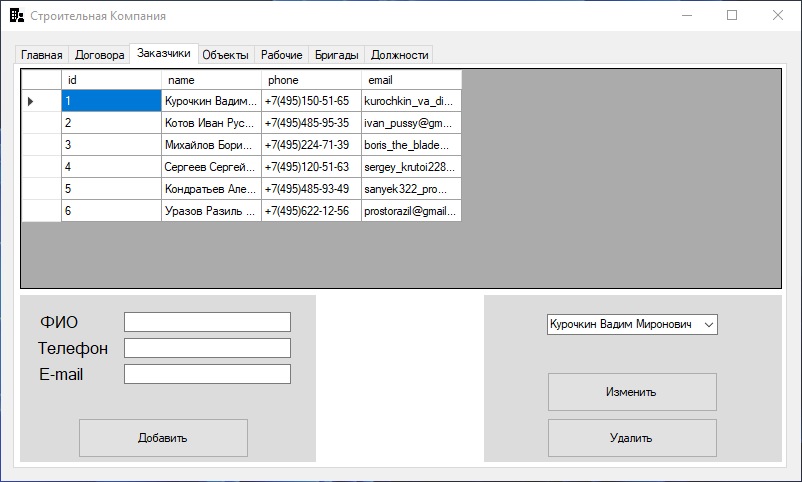 Строительная Компания
Главная Договора Заказчики Объекты Рабочие Бригады Должности
id name phone email
1 Курочкин Вадим... +7(495)150-51-65 kurochkin_va_di...
2 Котов Иван Рус... +7(495)485-95-35 ivan_pussy@gm...
3 Михайлов Бори... +7(495)224-71-39 boris_the_blade...
4 Сергеев Сергей... +7(495)120-51-63 sergey_krutoi228...
5 Кондратьев Але... +7(495)485-93-49 sanyek322_pro...
6 Уразов Разиль ... +7(495)622-12-56 prostorazil@gmail...
ФИО
Телефон
E-mail
Добавить
Курочкин Вадим Миронович
Изменить
Удалить